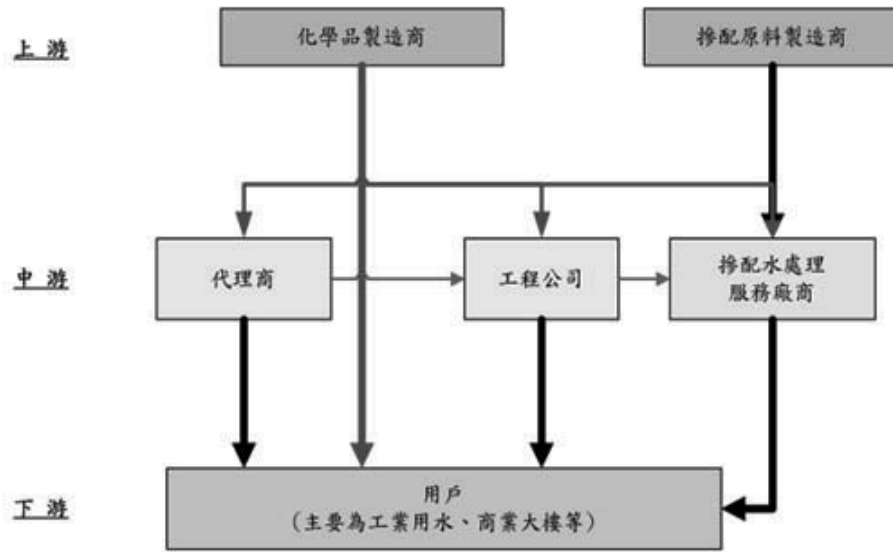 上 游
化學品製造商
摻配原料製造商
中 游
代理商
工程公司
摻配水處理
服務廠商
下 游
用戶
（主要為工業用水、商業大樓等）